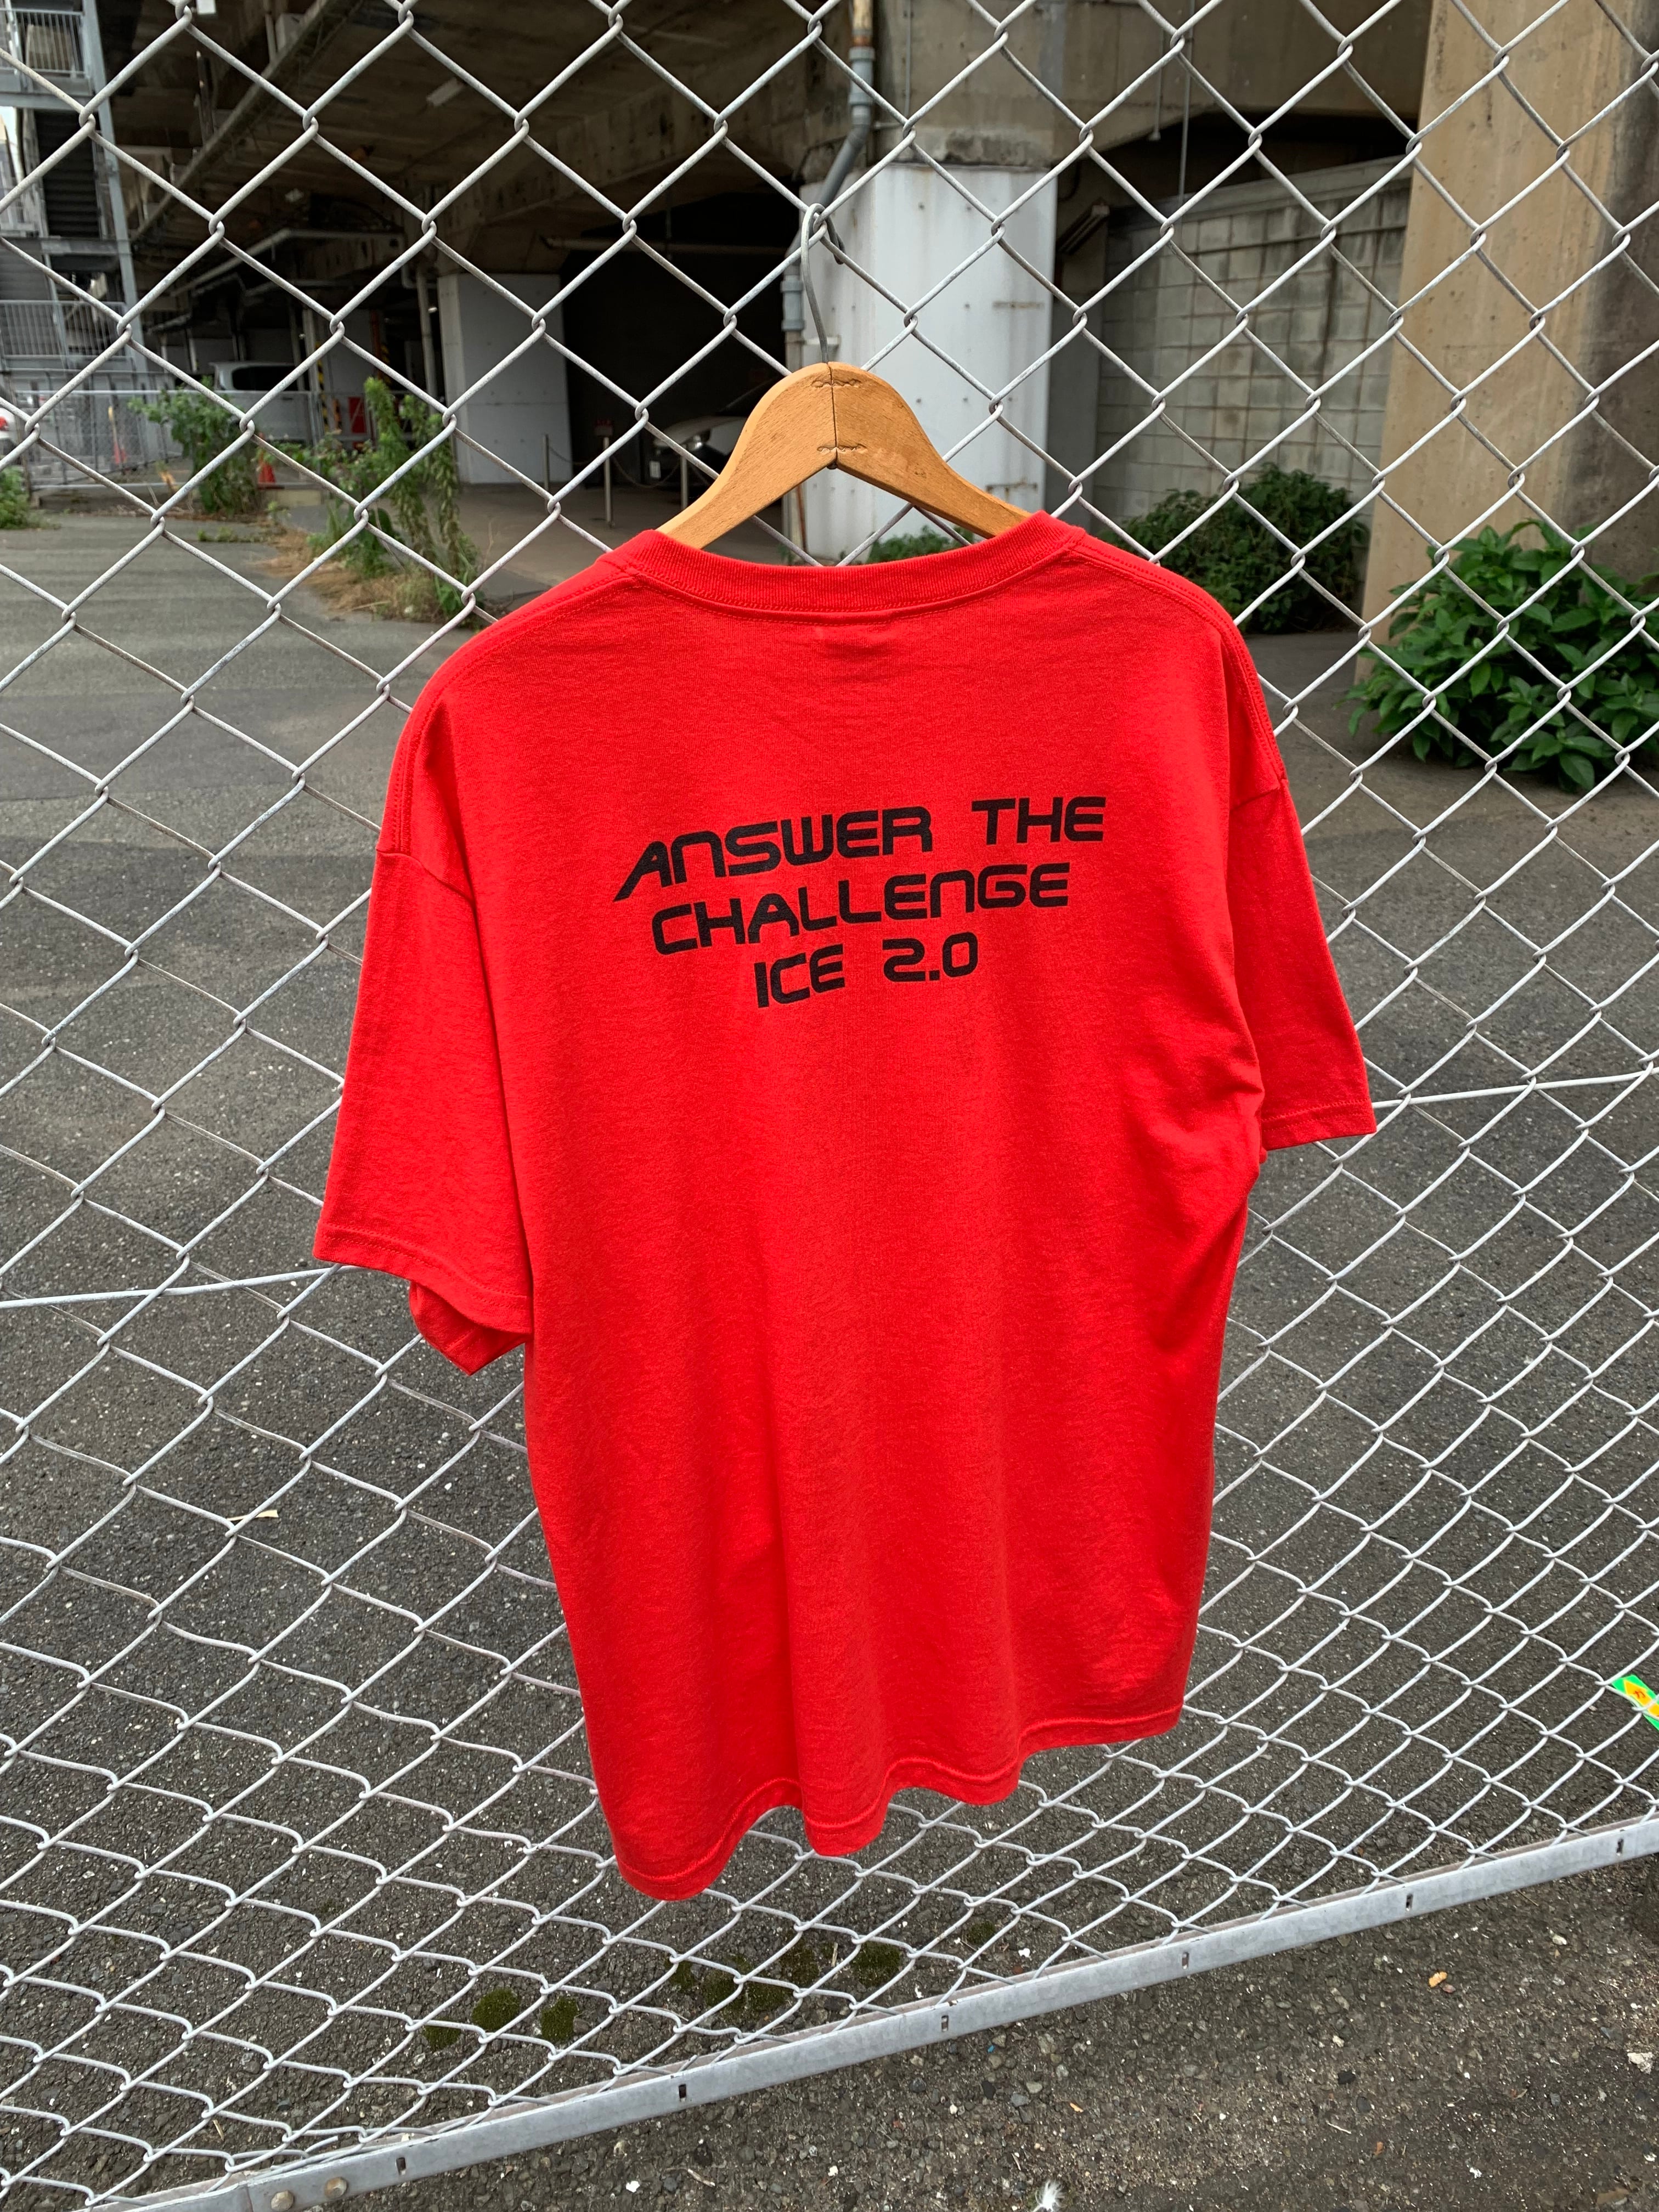 ANSWER THE
CHALLENGE
ICE 2.0